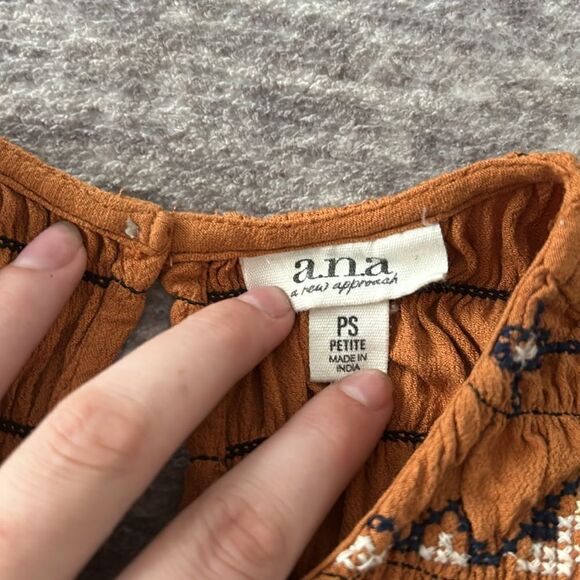 a.n.a
a new approach
PS
PETITE
MADE IN
INDIA